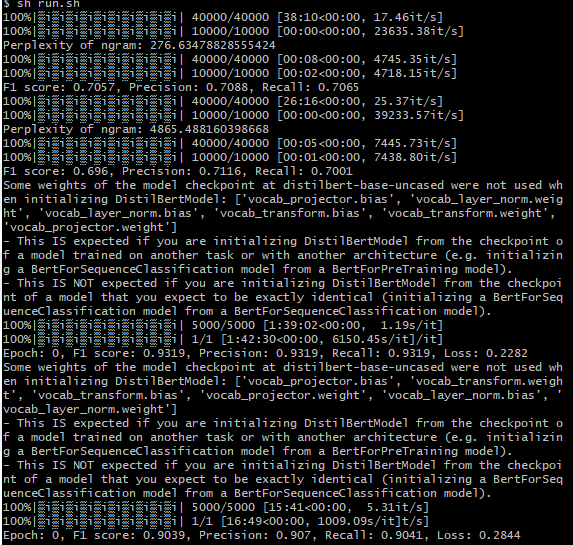 $ sh run.sh
100%|▒▒▒▒▒▒▒▒▒▒▒▒▒▒i| 40000/40000 [38:10<00:00, 17.46it/s]
100%|▒▒▒▒▒▒▒▒▒▒▒▒▒▒i| 10000/10000 [00:00<00:00, 23635.38it/s]
Perplexity of ngram: 276.63478828555424
100%|▒▒▒▒▒▒▒▒▒▒▒▒▒▒i| 40000/40000 [00:08<00:00, 4745.35it/s]
100%|▒▒▒▒▒▒▒▒▒▒▒▒▒▒i| 10000/10000 [00:02<00:00, 4718.15it/s]
F1 score: 0.7057, Precision: 0.7088, Recall: 0.7065
100%|▒▒▒▒▒▒▒▒▒▒▒▒▒▒i| 40000/40000 [26:16<00:00, 25.37it/s]
100%|▒▒▒▒▒▒▒▒▒▒▒▒▒▒i| 10000/10000 [00:00<00:00, 39233.57it/s]
Perplexity of ngram: 4865.488160398668
100%|▒▒▒▒▒▒▒▒▒▒▒▒▒▒i| 40000/40000 [00:05<00:00, 7445.73it/s]
100%|▒▒▒▒▒▒▒▒▒▒▒▒▒▒i| 10000/10000 [00:01<00:00, 7438.80it/s]
F1 score: 0.696, Precision: 0.7116, Recall: 0.7001
Some weights of the model checkpoint at distilbert-base-uncased were not used wh
en initializing DistilBertModel: ['vocab_projector.bias', 'vocab_layer_norm.weig
ht', 'vocab_layer_norm.bias', 'vocab_transform.bias', 'vocab_transform.weight',
'vocab_projector.weight']
- This IS expected if you are initializing DistilBertModel from the checkpoint o
f a model trained on another task or with another architecture (e.g. initializin
g a BertForSequenceClassification model from a BertForPreTraining model).
- This IS NOT expected if you are initializing DistilBertModel from the checkpoi
nt of a model that you expect to be exactly identical (initializing a BertForSeq
uenceClassification model from a BertForSequenceClassification model).
100%|▒▒▒▒▒▒▒▒▒▒▒▒▒▒i| 5000/5000 [1:39:02<00:00,  1.19s/it]
100%|▒▒▒▒▒▒▒▒▒▒▒▒▒▒i| 1/1 [1:42:30<00:00, 6150.45s/it]/it]
Epoch: 0, F1 score: 0.9319, Precision: 0.9319, Recall: 0.9319, Loss: 0.2282
Some weights of the model checkpoint at distilbert-base-uncased were not used wh
en initializing DistilBertModel: ['vocab_projector.bias', 'vocab_transform.weigh
t', 'vocab_transform.bias', 'vocab_projector.weight', 'vocab_layer_norm.bias', '
vocab_layer_norm.weight']
- This IS expected if you are initializing DistilBertModel from the checkpoint o
f a model trained on another task or with another architecture (e.g. initializin
g a BertForSequenceClassification model from a BertForPreTraining model).
- This IS NOT expected if you are initializing DistilBertModel from the checkpoi
nt of a model that you expect to be exactly identical (initializing a BertForSeq
uenceClassification model from a BertForSequenceClassification model).
100%|▒▒▒▒▒▒▒▒▒▒▒▒▒▒i| 5000/5000 [15:41<00:00,  5.31it/s]
100%|▒▒▒▒▒▒▒▒▒▒▒▒▒▒i| 1/1 [16:49<00:00, 1009.09s/it]t/s]
Epoch: 0, F1 score: 0.9039, Precision: 0.907, Recall: 0.9041, Loss: 0.2844